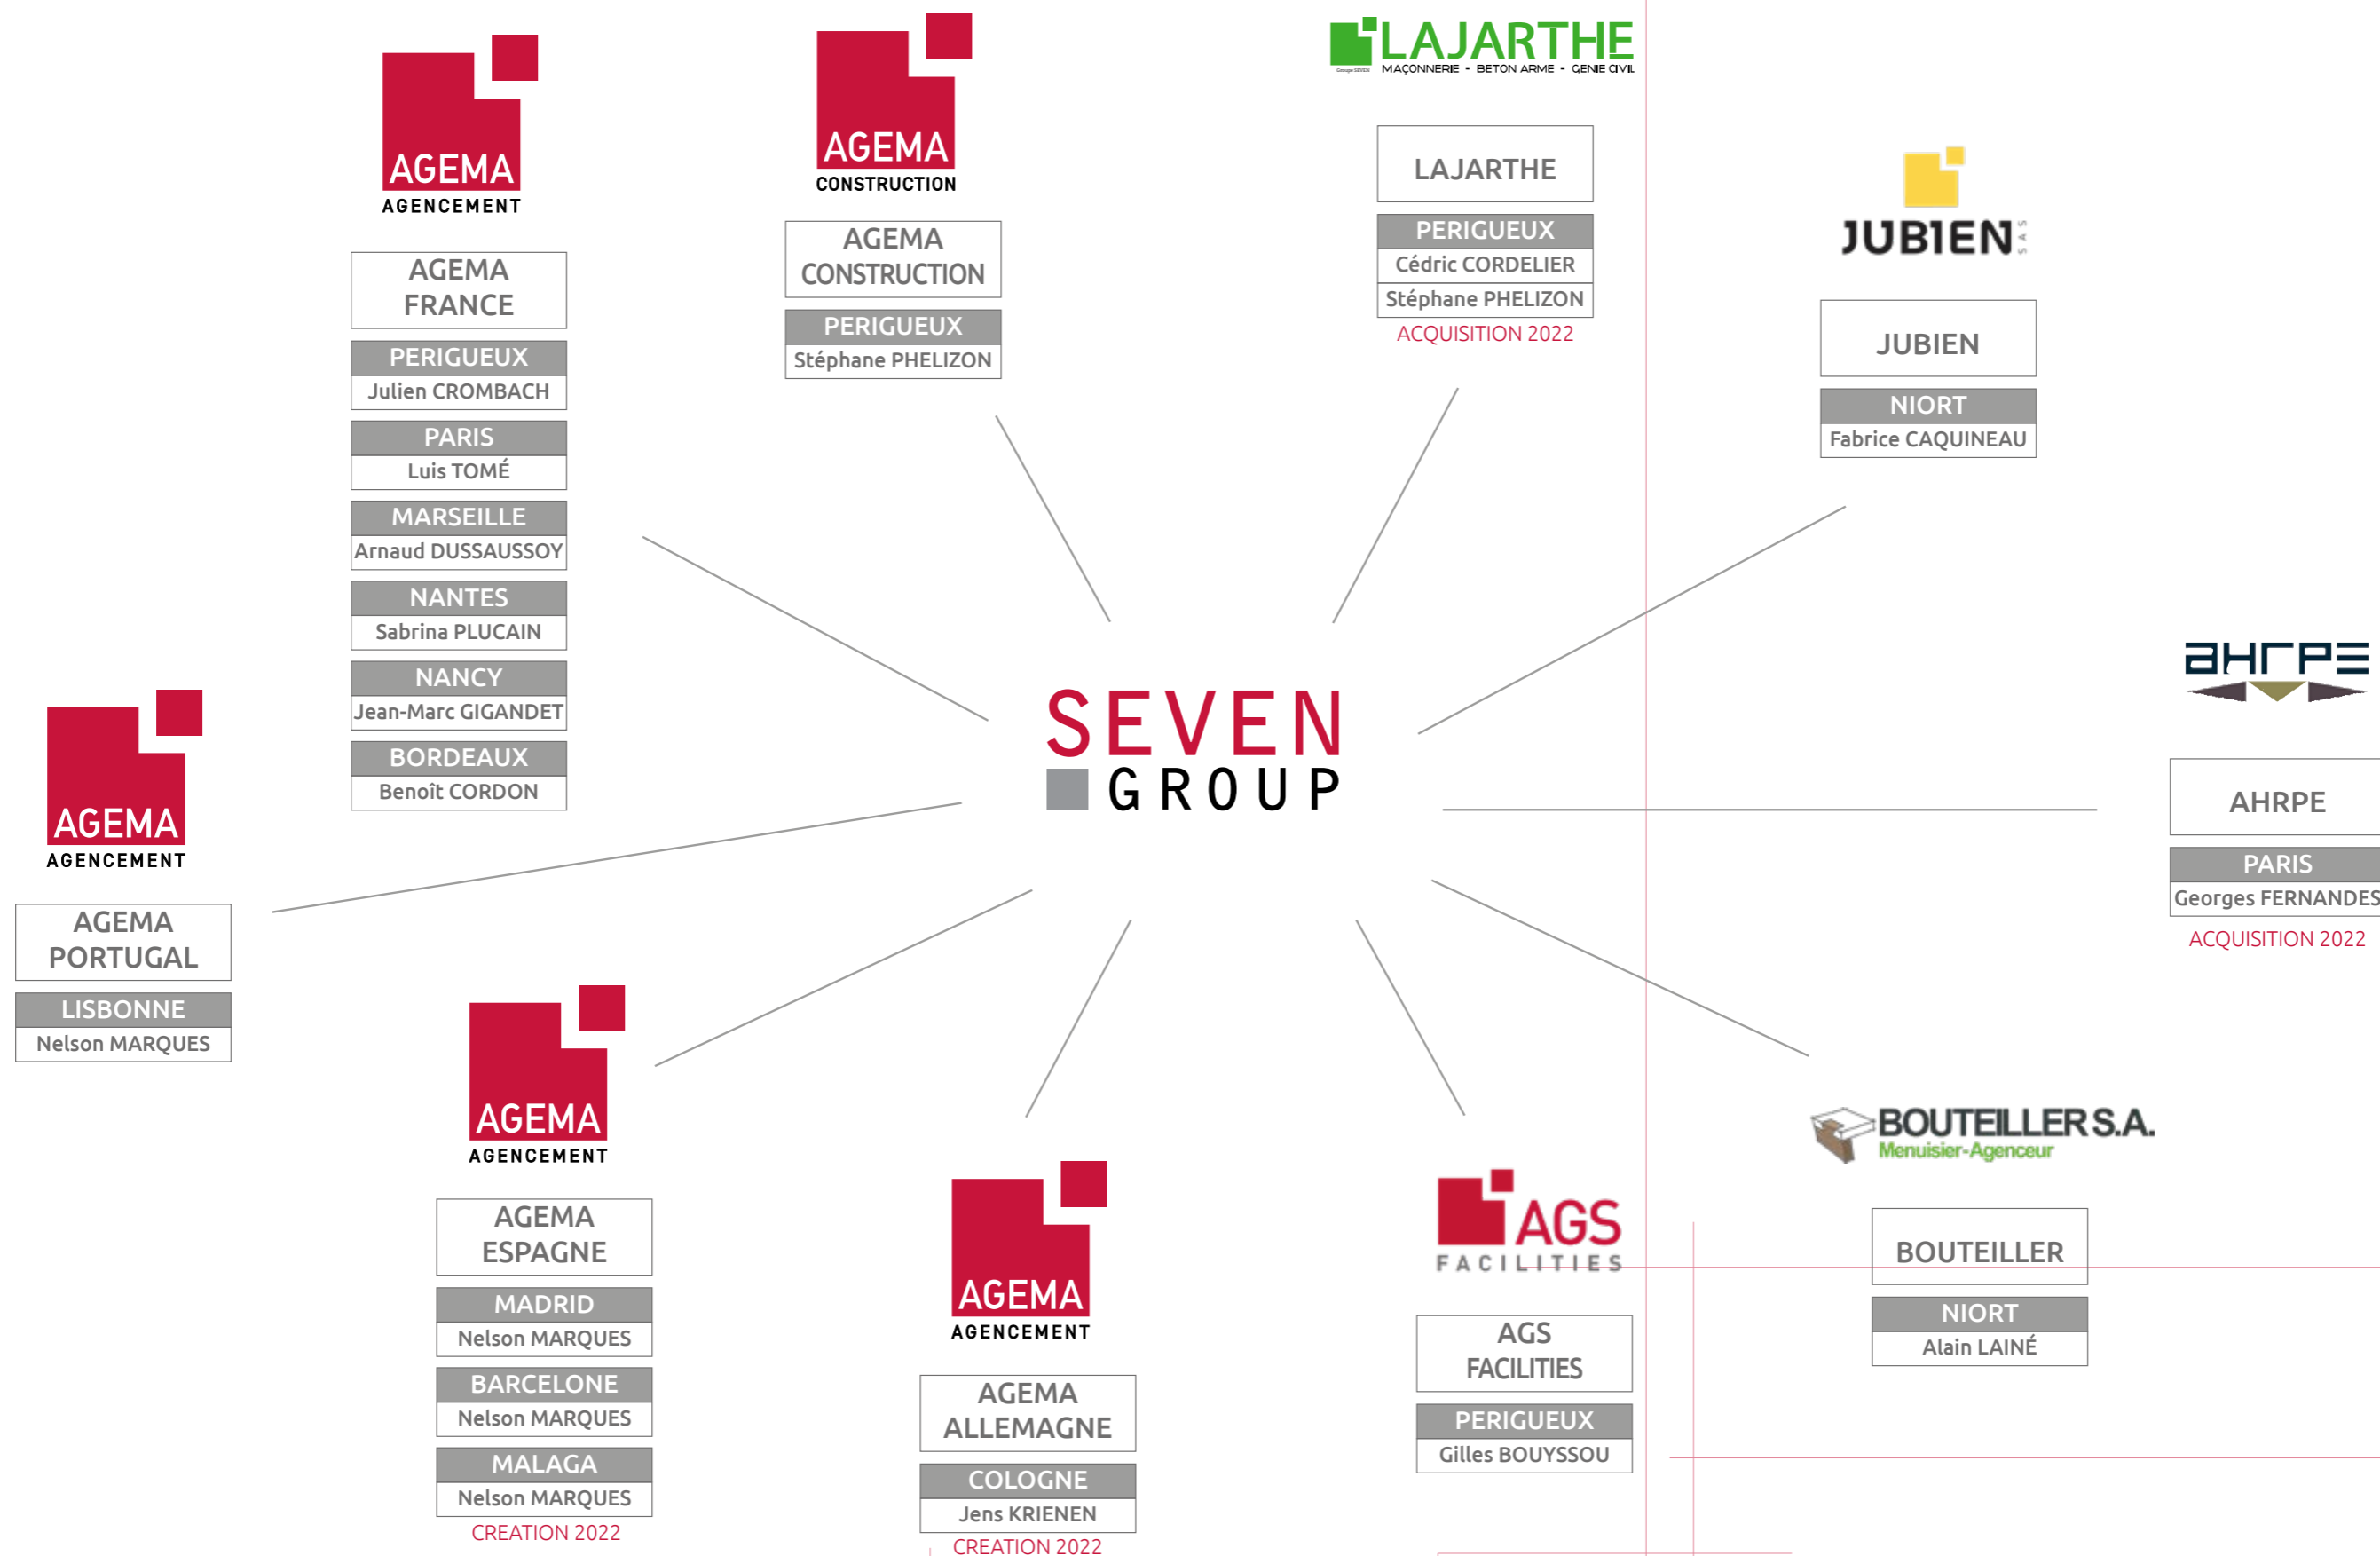 AGEMA
AGENCEMENT
AGEMA
FRANCE
PERIGUEUX
Julien CROMBACH
PARIS
Luis TOMÉ
MARSEILLE
Arnaud DUSSAUSSOY
NANTES
Sabrina PLUCAIN
NANCY
Jean-Marc GIGANDET
BORDEAUX
Benoît CORDON
AGEMA
CONSTRUCTION
AGEMA
CONSTRUCTION
PERIGUEUX
Stéphane PHELIZON
LAJARTHE
Groupe SEVEN
MAÇONNERIE - BETON ARME - GENIE CIVIL
LAJARTHE
PERIGUEUX
Cédric CORDELIER
Stéphane PHELIZON
ACQUISITION 2022
JUBIEN SAS
JUBIEN
NIORT
Fabrice CAQUINEAU
SEVEN
GROUP
AHRPE
AHRPE
PARIS
Georges FERNANDES
ACQUISITION 2022
AGEMA
AGENCEMENT
AGEMA
PORTUGAL
LISBONNE
Nelson MARQUES
AGEMA
AGENCEMENT
AGEMA
ESPAGNE
MADRID
Nelson MARQUES
BARCELONE
Nelson MARQUES
MALAGA
Nelson MARQUES
CREATION 2022
AGEMA
AGENCEMENT
AGEMA
ALLEMAGNE
COLOGNE
Jens KRIENEN
CREATION 2022
AGS
FACILITIES
AGS
FACILITIES
PERIGUEUX
Gilles BOUYSSOU
BOUTEILLER S.A.
Menuisier-Agenceur
BOUTEILLER
NIORT
Alain LAINÉ